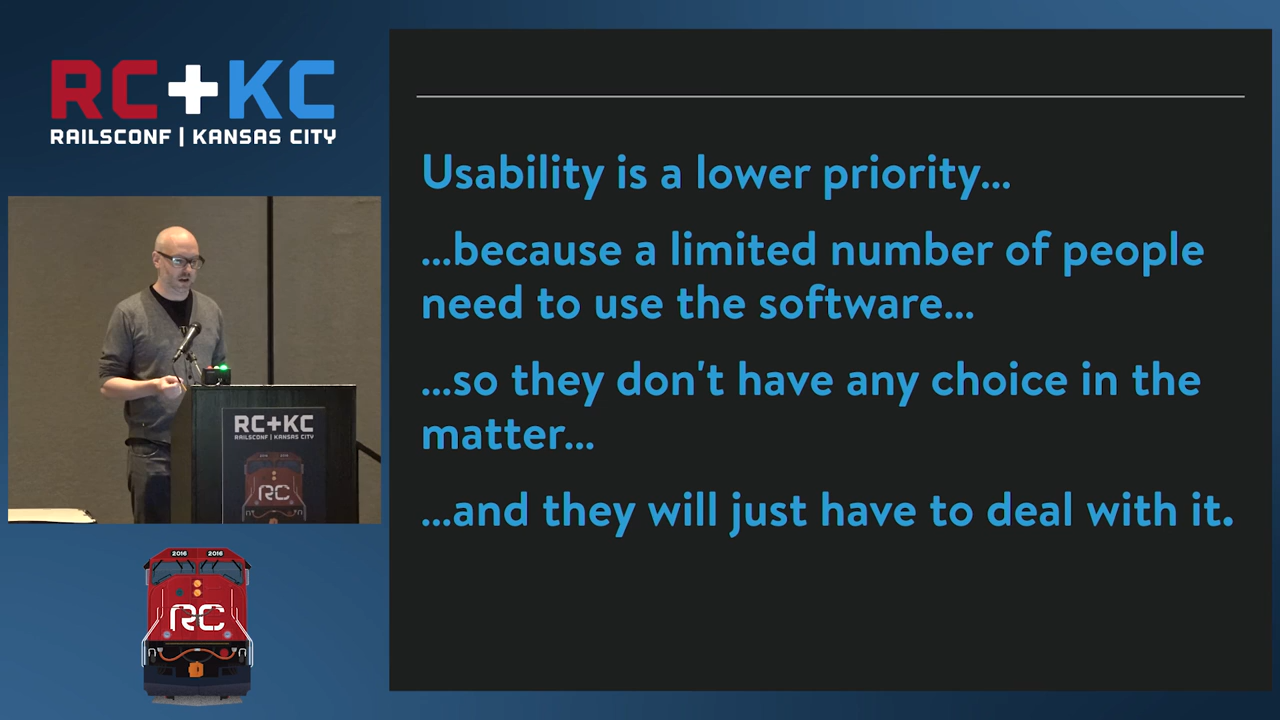 RC+KC
RAILSCONF | KANSAS CITY
Usability is a lower priority...
...because a limited number of people
need to use the software...
...so they don't have any choice in the
matter...
...and they will just have to deal with it.
RC+KC
RAILSCONF | KANSAS CITY
RC
2016 2016
RC